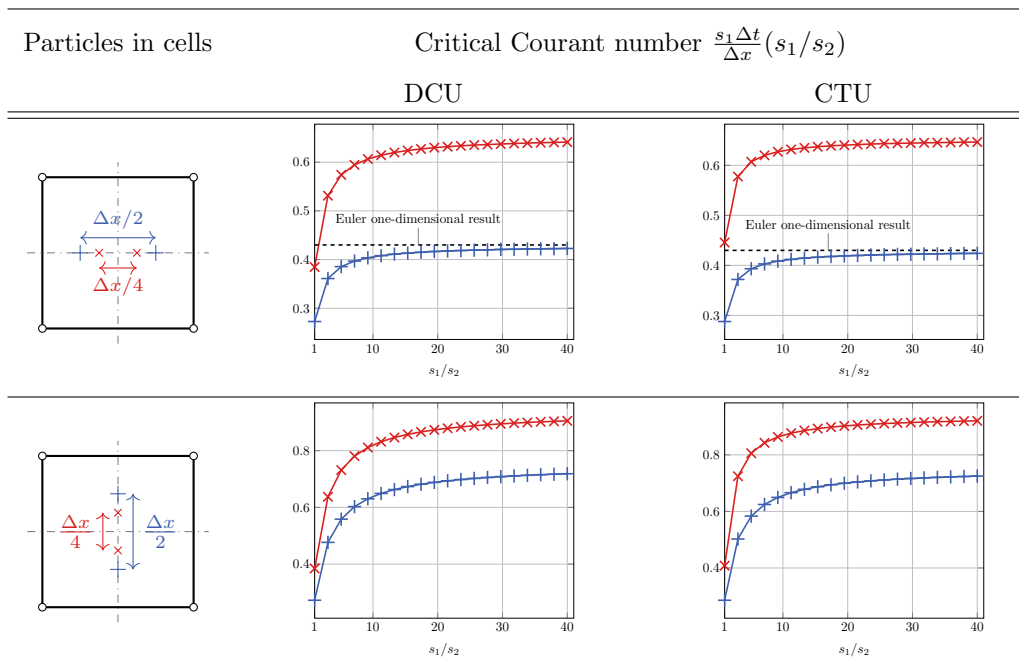 Particles in cells Critical Courant number $\frac{s_1 \Delta t}{\Delta x}(s_1/s_2)$
DCU CTU
Δx/2
Δx/4
0.6
0.4
0.3
Euler one-dimensional result
1 10 20 30 40
s₁/s₂
0.6
0.4
0.3
Euler one-dimensional result
1 10 20 30 40
s₁/s₂
Δx/4
Δx/2
0.8
0.6
0.4
1 10 20 30 40
s₁/s₂
0.8
0.6
0.4
1 10 20 30 40
s₁/s₂